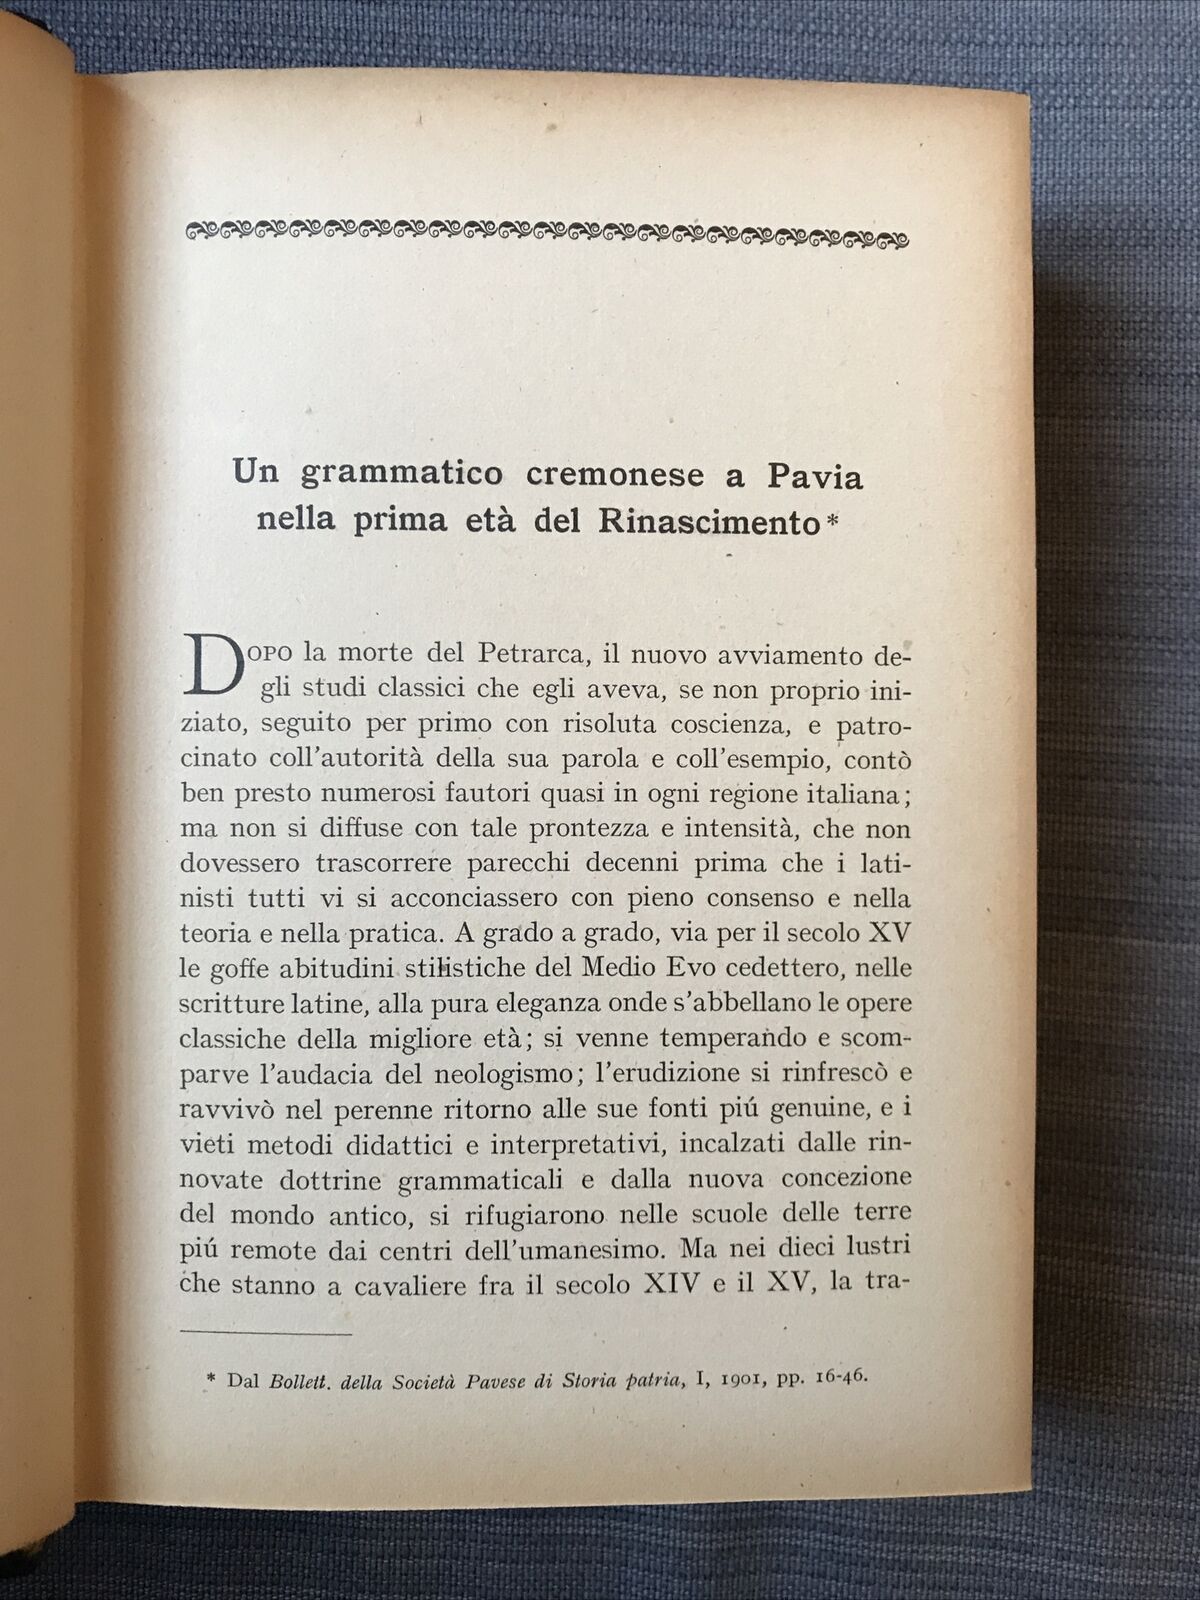 Un grammatico cremonese a Pavia
nella prima età del Rinascimento*
Dopo la morte del Petrarca, il nuovo avviamento de-
gli studi classici che egli aveva, se non proprio ini-
ziato, seguito per primo con risoluta coscienza, e patro-
cinato coll'autorità della sua parola e coll'esempio, contò
ben presto numerosi fautori quasi in ogni regione italiana;
ma non si diffuse con tale prontezza e intensità, che non
dovessero trascorrere parecchi decenni prima che i lati-
nisti tutti vi si acconciassero con pieno consenso e nella
teoria e nella pratica. A grado a grado, via per il secolo XV
le goffe abitudini stilistiche del Medio Evo cedettero, nelle
scritture latine, alla pura eleganza onde s'abbellano le opere
classiche della migliore età; si venne temperando e scom-
parve l'audacia del neologismo; l'erudizione si rinfrescò e
ravvivò nel perenne ritorno alle sue fonti piú genuine, e i
vieti metodi didattici e interpretativi, incalzati dalle rin-
novate dottrine grammaticali e dalla nuova concezione
del mondo antico, si rifugiarono nelle scuole delle terre
piú remote dai centri dell'umanesimo. Ma nei dieci lustri
che stanno a cavaliere fra il secolo XIV e il XV, la tra-
* Dal Bollett. della Società Pavese di Storia patria, I, 1901, pp. 16-46.